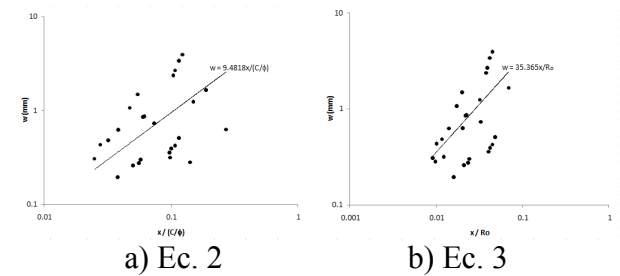 10
w = 9.4818x/(C/ϕ)
w (mm)
1
0.1
0.01
0.1
1
x / (C/ϕ)
a) Ec. 2
10
w = 35.365x/Ro
w (mm)
1
0.1
0.001
0.01
0.1
1
x / Ro
b) Ec. 3